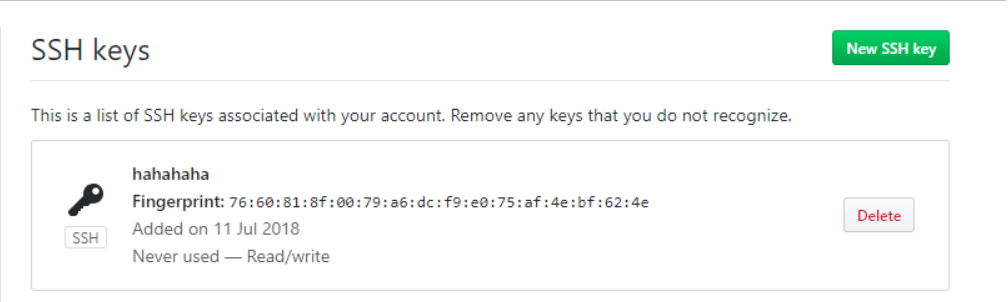 SSH keys
New SSH key
This is a list of SSH keys associated with your account. Remove any keys that you do not recognize.
hahahaha
Fingerprint: 76:60:81:8f:00:79:a6:dc:f9:e0:75:af:4e:bf:62:4e
SSH
Added on 11 Jul 2018
Never used — Read/write
Delete